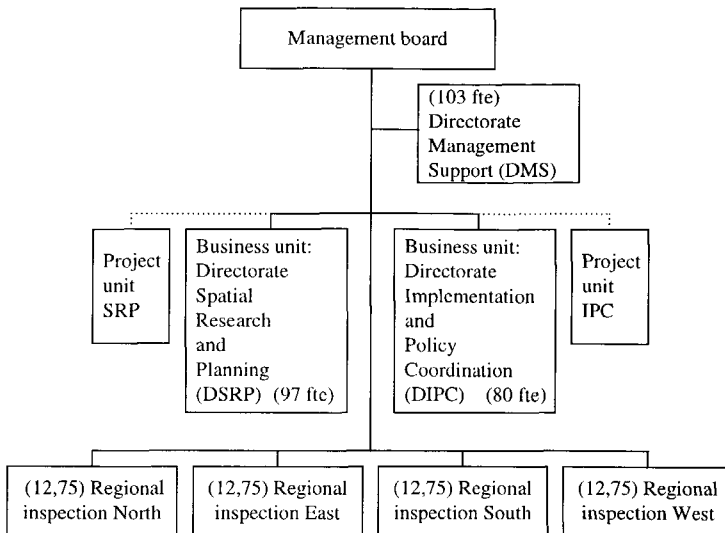 Management board
(103 fte)
Directorate
Management
Support (DMS)
Project
unit
SRP
Business unit:
Directorate
Spatial
Research
and
Planning
(DSRP) (97 fte)
Business unit:
Directorate
Implementation
and
Policy
Coordination
(DIPC) (80 fte)
Project
unit
IPC
(12,75) Regional
inspection North
(12,75) Regional
inspection East
(12,75) Regional
inspection South
(12,75) Regional
inspection West